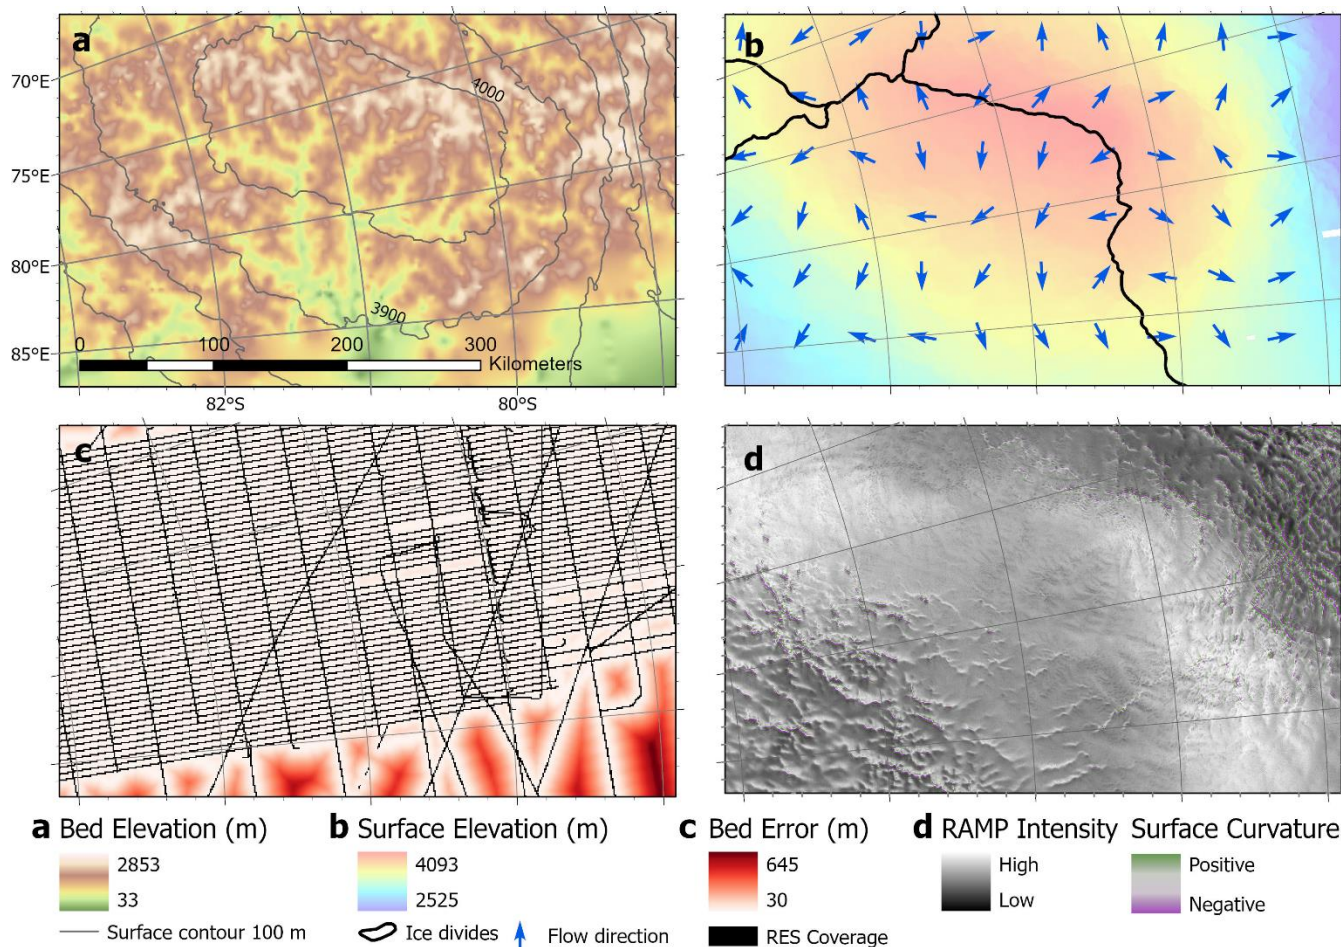 a
b
70°E
75°E
80°E
85°E
4000
3900
0 100 200 300
Kilometers
82°S 80°S
c
d
a Bed Elevation (m)
2853
33
Surface contour 100 m
b Surface Elevation (m)
4093
2525
Ice divides
Flow direction
c Bed Error (m)
645
30
RES Coverage
d RAMP Intensity
High
Low
Surface Curvature
Positive
Negative